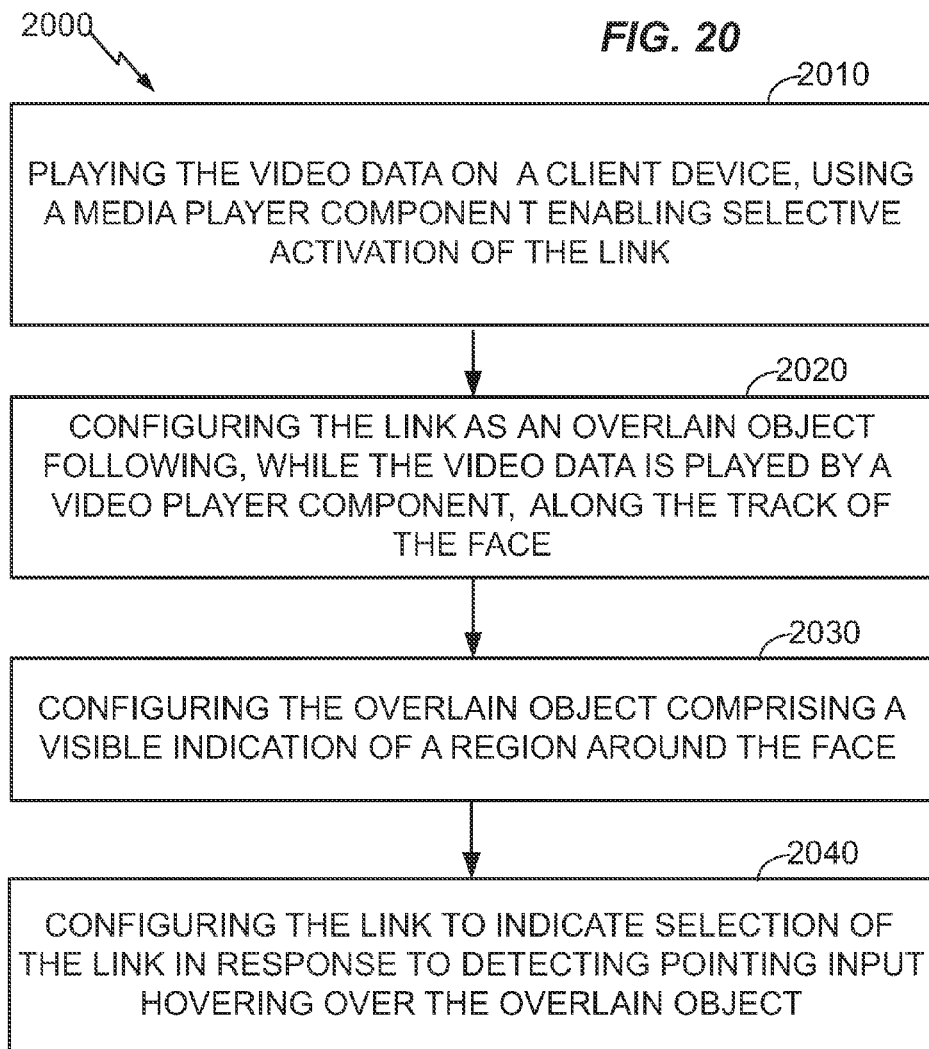 2000
FIG. 20
2010
PLAYING THE VIDEO DATA ON A CLIENT DEVICE, USING
A MEDIA PLAYER COMPONENT ENABLING SELECTIVE
ACTIVATION OF THE LINK
2020
CONFIGURING THE LINK AS AN OVERLAIN OBJECT
FOLLOWING, WHILE THE VIDEO DATA IS PLAYED BY A
VIDEO PLAYER COMPONENT, ALONG THE TRACK OF
THE FACE
2030
CONFIGURING THE OVERLAIN OBJECT COMPRISING A
VISIBLE INDICATION OF A REGION AROUND THE FACE
2040
CONFIGURING THE LINK TO INDICATE SELECTION OF
THE LINK IN RESPONSE TO DETECTING POINTING INPUT
HOVERING OVER THE OVERLAIN OBJECT